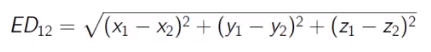 ED₁₂ = √(x₁ − x₂)² + (y₁ − y₂)² + (z₁ − z₂)²